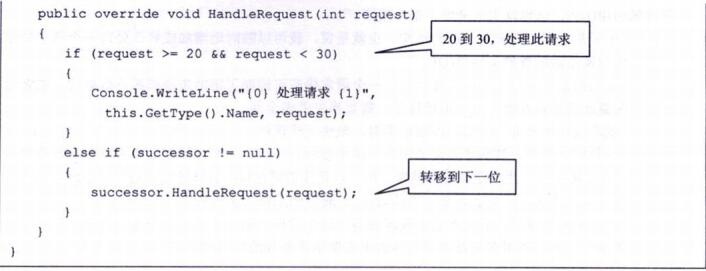 public override void HandleRequest(int request)
{
if (request >= 20 && request < 30)
20 到 30，处理此请求
{
Console.WriteLine("{0} 处理请求 {1}",
this.GetType().Name, request);
}
else if (successor != null)
{
转移到下一位
successor.HandleRequest(request);
}
}
}